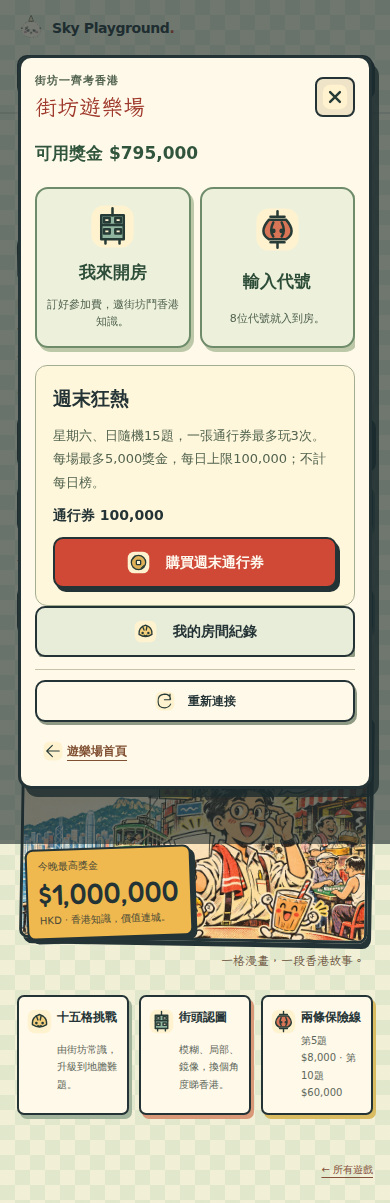 Sky Playground.
街坊一齊考香港
街坊遊樂場
可用獎金 $795,000
我來開房
訂好參加費，邀街坊鬥香港
知識。
輸入代號
8位代號就入到房。
週末狂熱
星期六、日隨機15題，一張通行券最多玩3次。
每場最多5,000獎金，每日上限100,000；不計
每日榜。
通行券 100,000
購買週末通行券
我的房間紀錄
重新連接
遊樂場首頁
今晚最高獎金
$1,000,000
HKD · 香港知識，價值連城。
一格漫畫，一段香港故事。
十五格挑戰
由街坊常識，
升級到地膽難
題。
街頭認圖
模糊、局部、
鏡像，換個角
度睇香港。
兩條保險線
第5題
$8,000 · 第
10題
$60,000
← 所有遊戲